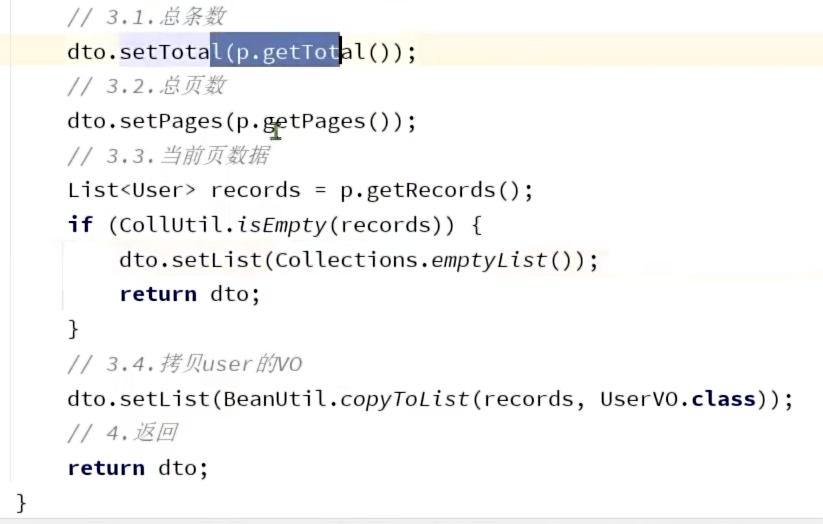 // 3.1.总条数
dto.setTotal(p.getTotal());
// 3.2.总页数
dto.setPages(p.getPages());
// 3.3.当前页数据
List<User> records = p.getRecords();
if (CollUtil.isEmpty(records)) {
dto.setList(Collections.emptyList());
return dto;
}
// 3.4.拷贝user的VO
dto.setList(BeanUtil.copyToList(records, UserVO.class));
// 4.返回
return dto;
}